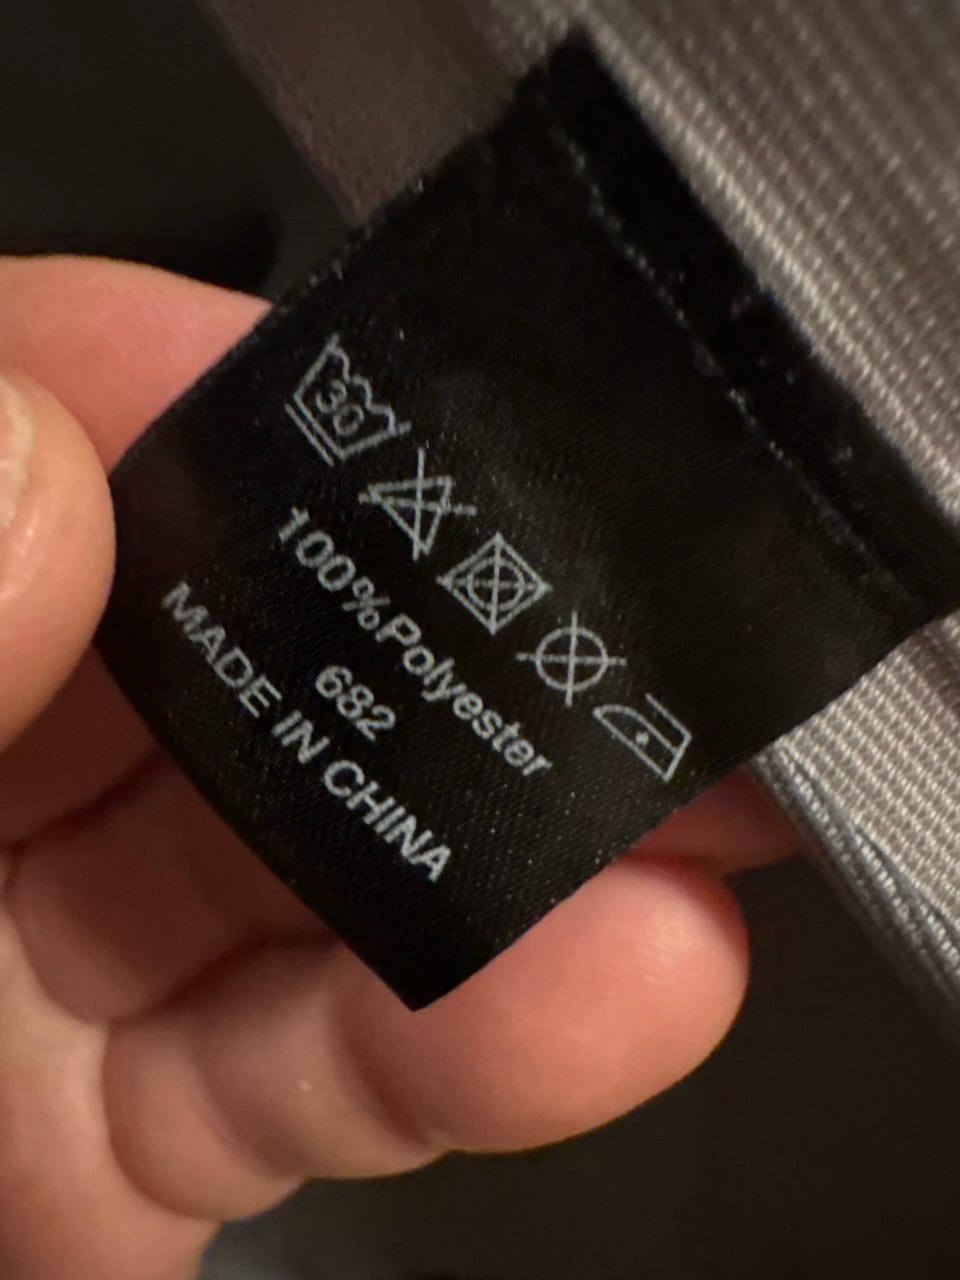 30
100%Polyester
682
MADE IN CHINA